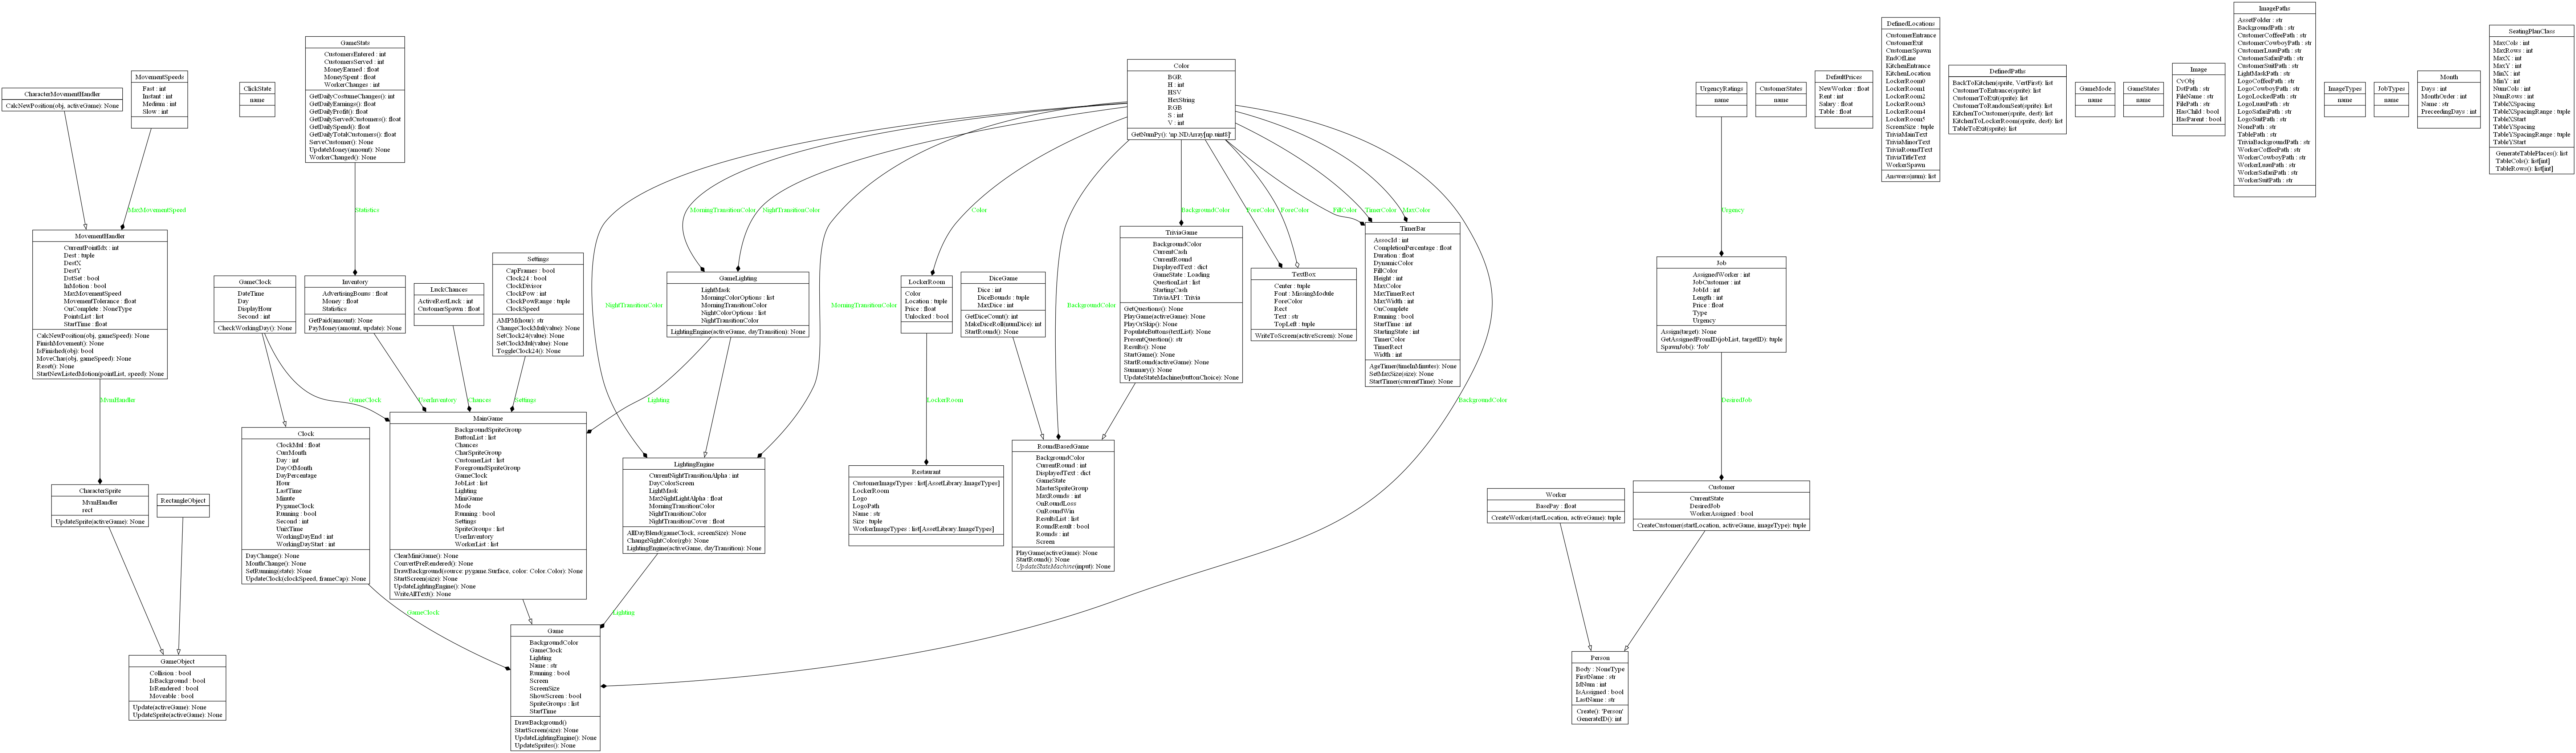 CharacterMovementHandler
CalcNewPosition(obj, activeGame): None
MovementSpeeds
Fast : int
Instant : int
Medium : int
Slow : int
ClickState
name
GameStats
CustomersEntered : int
CustomersServed : int
MoneyEarned : float
MoneySpent : float
WorkerChanges : int
GetDailyCostumeChanges(): int
GetDailyEarnings(): float
GetDailyProfit(): float
GetDailyServedCustomers(): float
GetDailySpend(): float
GetDailyTotalCustomers(): float
ServeCustomer(): None
UpdateMoney(amount): None
WorkerChanged(): None
Color
BGR
H : int
HSV
HexString
RGB
S : int
V : int
GetNumPy(): 'np.NDArray[np.uint8]'
UrgencyRatings
name
CustomerStates
name
DefaultPrices
NewWorker : float
Rent : int
Salary : float
Table : float
DefinedLocations
CustomerEntrance
CustomerExit
CustomerSpawn
EndOfLine
KitchenEntrance
KitchenLocation
LockerRoom0
LockerRoom1
LockerRoom2
LockerRoom3
LockerRoom4
LockerRoom5
ScreenSize : tuple
TriviaMainText
TriviaMinorText
TriviaRoundText
TriviaTitleText
WorkerSpawn
Answers(num): list
DefinedPaths
BackToKitchen(sprite, VertFirst): list
CustomerToEntrance(sprite): list
CustomerToExit(sprite): list
CustomerToRandomSeat(sprite): list
KitchenToCustomer(sprite, dest): list
KitchenToLockerRoom(sprite, dest): list
TableToExit(sprite): list
GameMode
name
GameStates
name
Image
CvObj
DstPath : str
FileName : str
FilePath : str
HasChild : bool
HasParent : bool
ImagePaths
AssetFolder : str
BackgroundPath : str
CustomerCoffeePath : str
CustomerCowboyPath : str
CustomerLuauPath : str
CustomerSafariPath : str
CustomerSuitPath : str
LightMaskPath : str
LogoCoffeePath : str
LogoCowboyPath : str
LogoLockedPath : str
LogoLuauPath : str
LogoSafariPath : str
LogoSuitPath : str
NonePath : str
TablePath : str
TriviaBackgroundPath : str
WorkerCoffeePath : str
WorkerCowboyPath : str
WorkerLuauPath : str
WorkerSafariPath : str
WorkerSuitPath : str
ImageTypes
name
JobTypes
name
Month
Days : int
MonthOrder : int
Name : str
PreceedingDays : int
SeatingPlanClass
MaxCols : int
MaxRows : int
MaxX : int
MaxY : int
MinX : int
MinY : int
NumCols : int
NumRows : int
TableXSpacing
TableXSpacingRange : tuple
TableXStart
TableYSpacing
TableYSpacingRange : tuple
TableYStart
GenerateTablePlaces(): list
TableCols(): list[int]
TableRows(): list[int]
MaxMovementSpeed
Statistics
MorningTransitionColor
NightTransitionColor
Color
BackgroundColor
ForeColor
ForeColor
FillColor
TimerColor
MaxColor
Urgency
MovementHandler
CurrentPointIdx : int
Dest : tuple
DestX
DestY
DstSet : bool
InMotion : bool
MaxMovementSpeed
MovementTolerance : float
OnComplete : NoneType
PointsList : list
StartTime : float
CalcNewPosition(obj, gameSpeed): None
FinishMovement(): None
IsFinished(obj): bool
MoveChar(obj, gameSpeed): None
Reset(): None
StartNewListedMotion(pointList, speed): None
GameClock
DateTime
Day
DisplayHour
Second : int
CheckWorkingDay(): None
Inventory
AdvertisingBonus : float
Money : float
Statistics
GetPaid(amount): None
PayMoney(amount, update): None
LuckChances
ActiveRestLuck : int
CustomerSpawn : float
Settings
CapFrames : bool
Clock24 : bool
ClockDivisor
ClockPow : int
ClockPowRange : tuple
ClockSpeed
AMPM(hour): str
ChangeClockMul(value): None
SetClock24(value): None
SetClockMul(value): None
ToggleClock24(): None
GameLighting
LightMask
MorningColorOptions : list
MorningTransitionColor
NightColorOptions : list
NightTransitionColor
LightingEngine(activeGame, dayTransition): None
LockerRoom
Color
Location : tuple
Price : float
Unlocked : bool
DiceGame
Dice : int
DiceBounds : tuple
MaxDice : int
GetDiceCount(): int
MakeDiceRoll(numDice): int
StartRound(): None
TriviaGame
BackgroundColor
CurrentCash
CurrentRound
DisplayedText : dict
GameState : Loading
QuestionList : list
StartingCash
TriviaAPI : Trivia
GetQuestions(): None
PlayGame(activeGame): None
PlayOrSkip(): None
PopulateButtons(textList): None
PresentQuestion(): str
Results(): None
StartGame(): None
StartRound(activeGame): None
Summary(): None
UpdateStateMachine(buttonChoice): None
TextBox
Center : tuple
Font : MissingModule
ForeColor
Rect
Text : str
TopLeft : tuple
WriteToScreen(activeScreen): None
TimerBar
AssocId : int
CompletionPercentage : float
Duration : float
DynamicColor
FillColor
Height : int
MaxColor
MaxTimerRect
MaxWidth : int
OnComplete
Running : bool
StartTime : int
StartingState : int
TimerColor
TimerRect
Width : int
AgeTimer(timeInMinutes): None
SetMaxSize(size): None
StartTimer(currentTime): None
Job
AssignedWorker : int
JobCustomer : int
JobId : int
Length : int
Price : float
Type
Urgency
Assign(target): None
GetAssignedFromID(jobList, targetID): tuple
SpawnJob(): 'Job'
NightTransitionColor
MorningTransitionColor
BackgroundColor
MvmHandler
GameClock
UserInventory
Chances
Settings
Lighting
LockerRoom
BackgroundColor
DesiredJob
Clock
ClockMul : float
CurrMonth
Day : int
DayOfMonth
DayPercentage
Hour
LastTime
Minute
PygameClock
Running : bool
Second : int
UnixTime
WorkingDayEnd : int
WorkingDayStart : int
DayChange(): None
MonthChange(): None
SetRunning(state): None
UpdateClock(clockSpeed, frameCap): None
MainGame
BackgroundSpriteGroup
ButtonList : list
Chances
CharSpriteGroup
CustomerList : list
ForegroundSpriteGroup
GameClock
JobList : list
Lighting
MiniGame
Mode
Running : bool
Settings
SpriteGroups : list
UserInventory
WorkerList : list
ClearMiniGame(): None
ConvertPreRendered(): None
DrawBackground(source: pygame.Surface, color: Color.Color): None
StartScreen(size): None
UpdateLightingEngine(): None
WriteAllText(): None
LightingEngine
CurrentNightTransitionAlpha : int
DayColorScreen
LightMask
MaxNightLightAlpha : float
MorningTransitionColor
NightTransitionColor
NightTransitionCover : float
AllDayBlend(gameClock, screenSize): None
ChangeNightColor(rgb): None
LightingEngine(activeGame, dayTransition): None
Restaurant
CustomerImageTypes : list[AssetLibrary.ImageTypes]
LockerRoom
Logo
LogoPath
Name : str
Size : tuple
WorkerImageTypes : list[AssetLibrary.ImageTypes]
RoundBasedGame
BackgroundColor
CurrentRound : int
DisplayedText : dict
GameState
MasterSpriteGroup
MaxRounds : int
OnRoundLoss
OnRoundWin
ResultsList : list
RoundResult : bool
Rounds : int
Screen
PlayGame(activeGame): None
StartRound(): None
UpdateStateMachine(input): None
CharacterSprite
MvmHandler
rect
UpdateSprite(activeGame): None
RectangleObject
Worker
BasePay : float
CreateWorker(startLocation, activeGame): tuple
Customer
CurrentState
DesiredJob
WorkerAssigned : bool
CreateCustomer(startLocation, activeGame, imageType): tuple
GameClock
Lighting
GameObject
Collision : bool
IsBackground : bool
IsRendered : bool
Moveable : bool
Update(activeGame): None
UpdateSprite(activeGame): None
Game
BackgroundColor
GameClock
Lighting
Name : str
Running : bool
Screen
ScreenSize
ShowScreen : bool
SpriteGroups : list
StartTime
DrawBackground()
StartScreen(size): None
UpdateLightingEngine(): None
UpdateSprites(): None
Person
Body : NoneType
FirstName : str
IdNum : int
IsAssigned : bool
LastName : str
Create(): 'Person'
GenerateID(): int